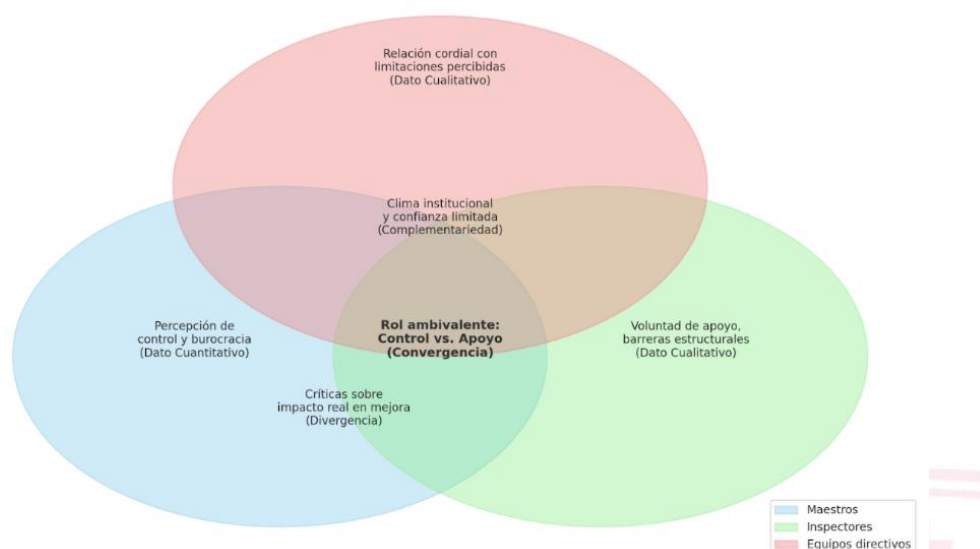 Relación cordial con
limitaciones percibidas
(Dato Cualitativo)
Clima institucional
y confianza limitada
(Complementariedad)
Percepción de
control y burocracia
(Dato Cuantitativo)
Rol ambivalente:
Control vs. Apoyo
(Convergencia)
Voluntad de apoyo,
barreras estructurales
(Dato Cualitativo)
Críticas sobre
impacto real en mejora
(Divergencia)
Maestros
Inspectores
Equipos directivos